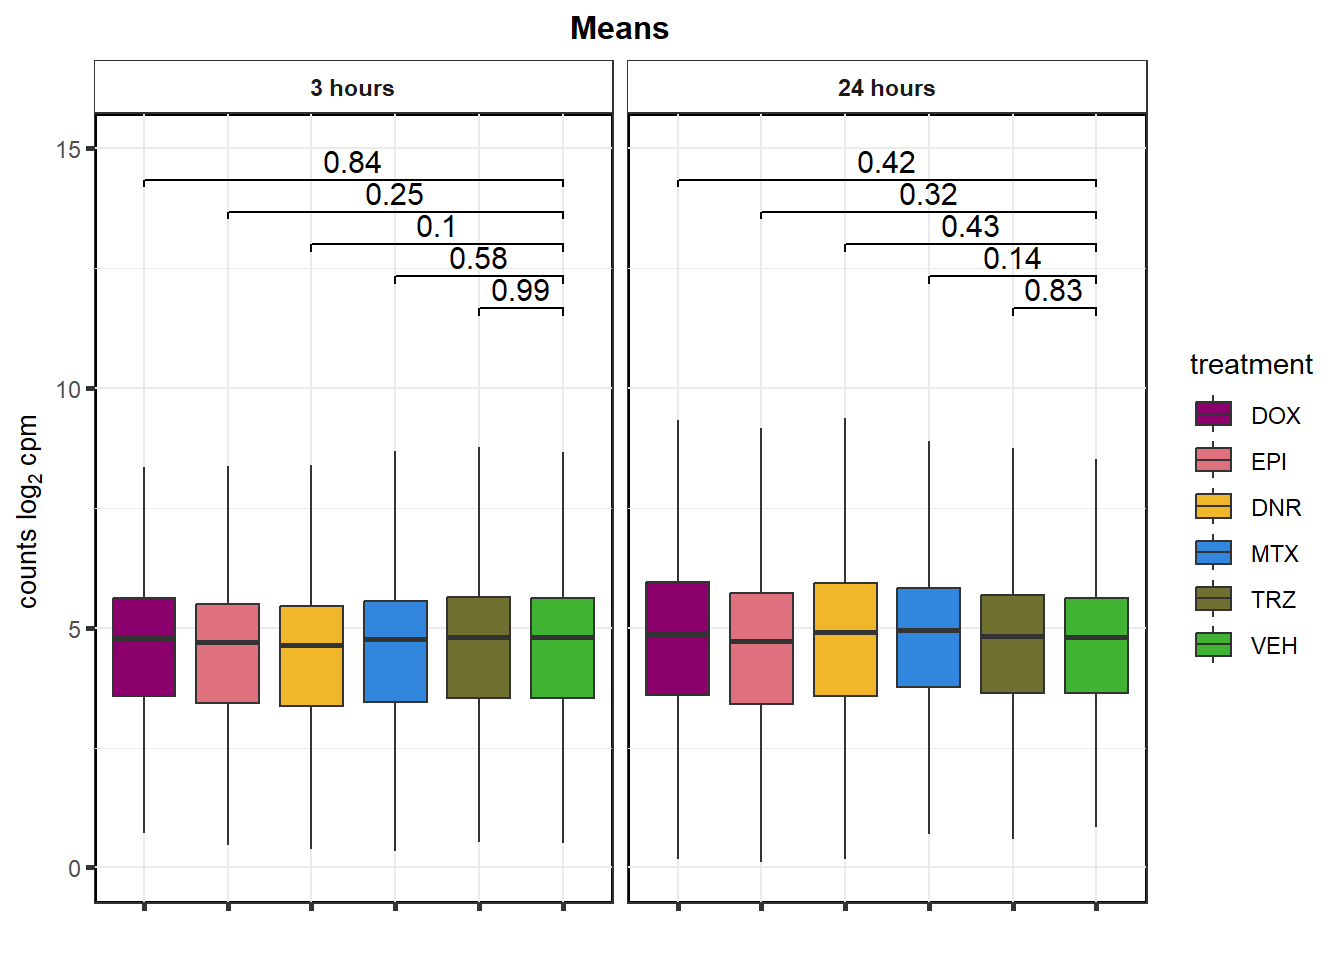 Means
3 hours
24 hours
counts log₂ cpm
15
10
5
0
0.84
0.25
0.1
0.58
0.99
0.42
0.32
0.43
0.14
0.83
treatment
DOX
EPI
DNR
MTX
TRZ
VEH